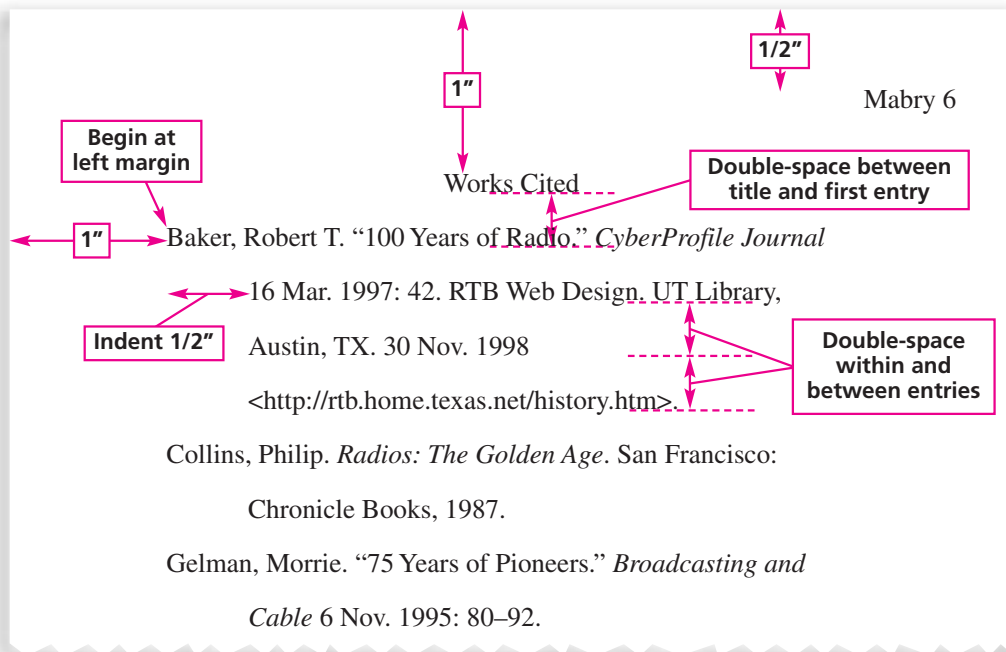 1/2″
1″
Mabry 6
Begin at
left margin
Works Cited
Double-space between
title and first entry
1″
Baker, Robert T. “100 Years of Radio.” CyberProfile Journal
16 Mar. 1997: 42. RTB Web Design. UT Library,
Indent 1/2″
Austin, TX. 30 Nov. 1998
Double-space
within and
between entries
<http://rtb.home.texas.net/history.htm>.
Collins, Philip. Radios: The Golden Age. San Francisco:
Chronicle Books, 1987.
Gelman, Morrie. “75 Years of Pioneers.” Broadcasting and
Cable 6 Nov. 1995: 80–92.